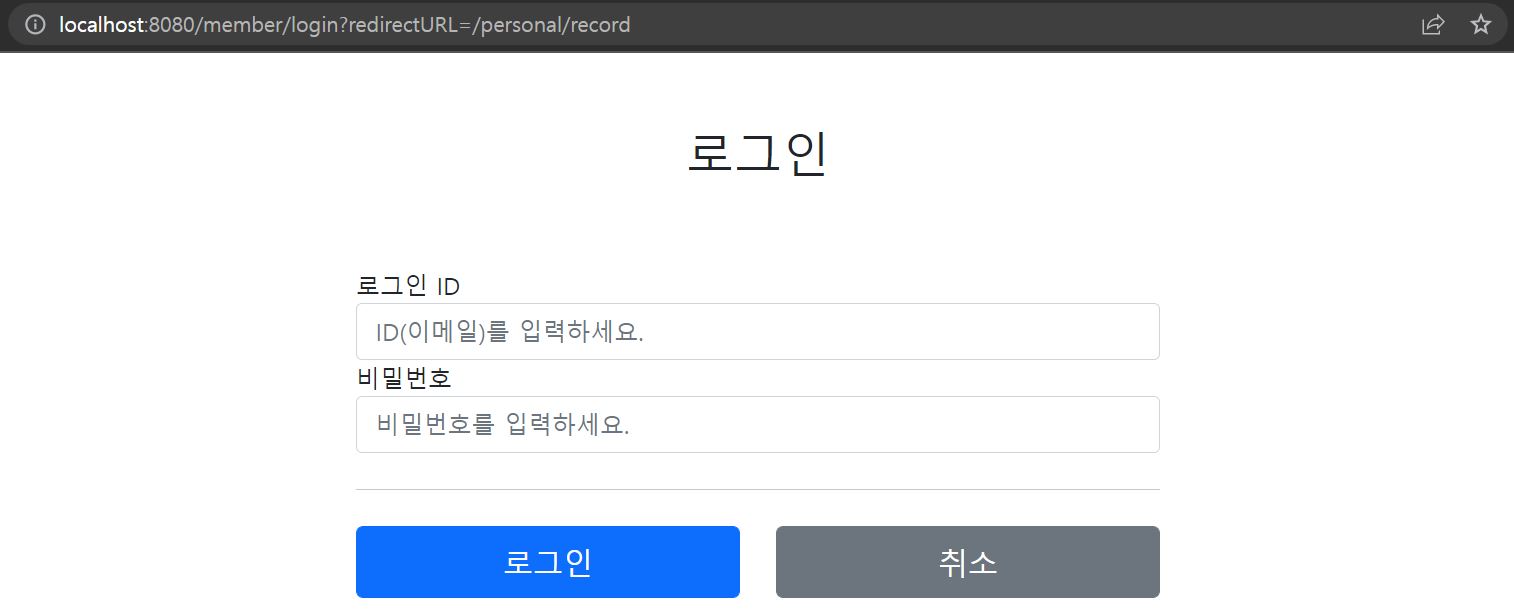 localhost:8080/member/login?redirectURL=/personal/record
로그인
로그인 ID
ID(이메일)를 입력하세요.
비밀번호
비밀번호를 입력하세요.
로그인 취소